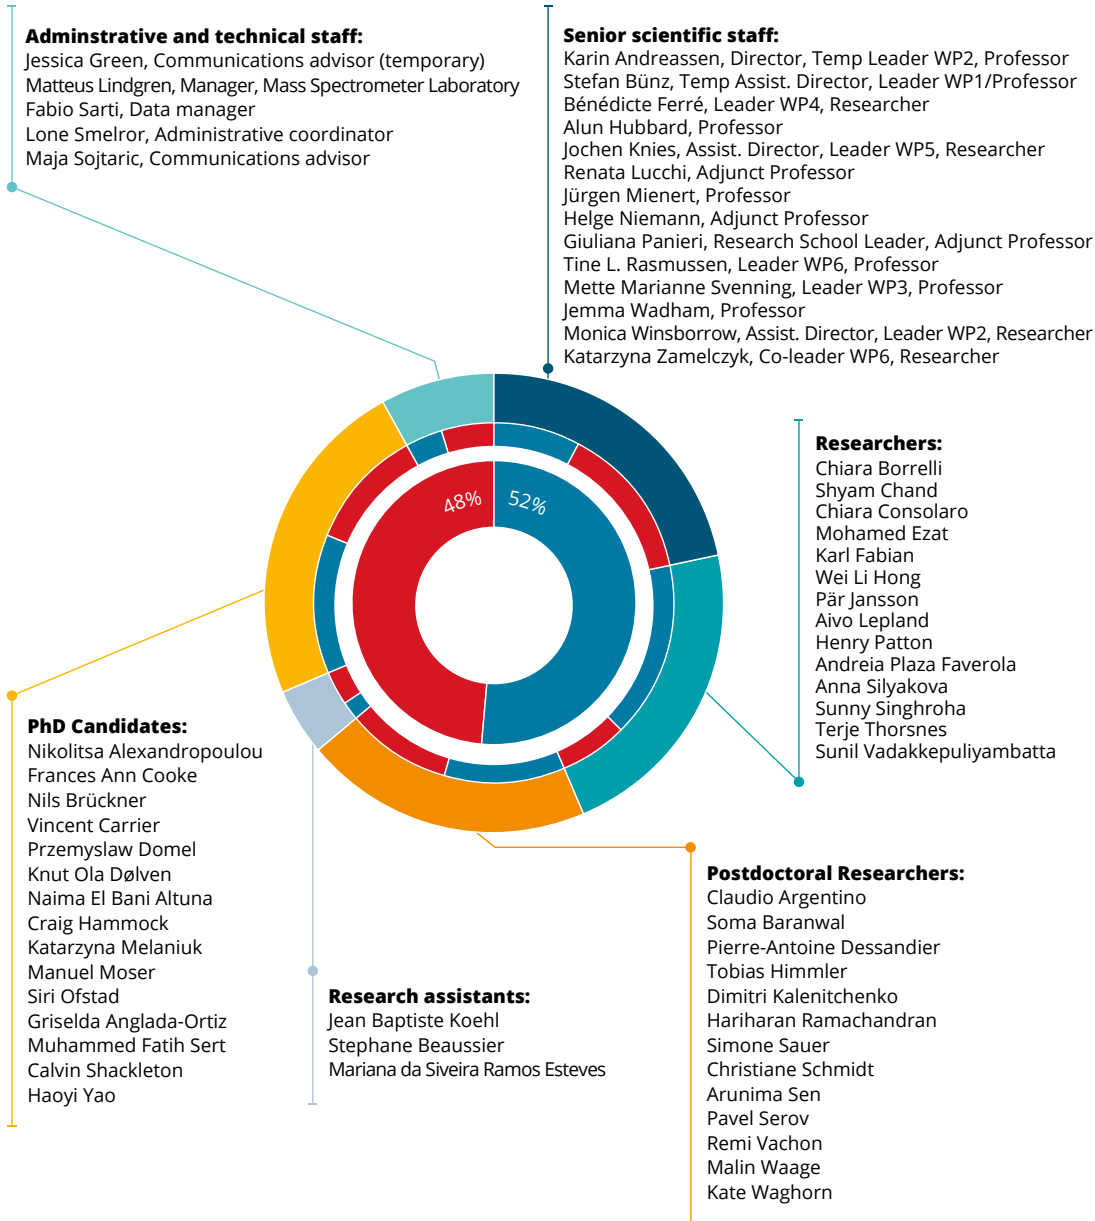 Adminstrative and technical staff:
Jessica Green, Communications advisor (temporary)
Matteus Lindgren, Manager, Mass Spectrometer Laboratory
Fabio Sarti, Data manager
Lone Smelror, Administrative coordinator
Maja Sojtaric, Communications advisor
Senior scientific staff:
Karin Andreassen, Director, Temp Leader WP2, Professor
Stefan Bünz, Temp Assist. Director, Leader WP1/Professor
Bénédicte Ferré, Leader WP4, Researcher
Alun Hubbard, Professor
Jochen Knies, Assist. Director, Leader WP5, Researcher
Renata Lucchi, Adjunct Professor
Jürgen Mienert, Professor
Helge Niemann, Adjunct Professor
Giuliana Panieri, Research School Leader, Adjunct Professor
Tine L. Rasmussen, Leader WP6, Professor
Mette Marianne Svenning, Leader WP3, Professor
Jemma Wadham, Professor
Monica Winsborrow, Assist. Director, Leader WP2, Researcher
Katarzyna Zamelczyk, Co-leader WP6, Researcher
48%
52%
Researchers:
Chiara Borrelli
Shyam Chand
Chiara Consolaro
Mohamed Ezat
Karl Fabian
Wei Li Hong
Pär Jansson
Aivo Lepland
Henry Patton
Andreia Plaza Faverola
Anna Silyakova
Sunny Singhroha
Terje Thorsnes
Sunil Vadakkepuliyambatta
PhD Candidates:
Nikolitsa Alexandropoulou
Frances Ann Cooke
Nils Brückner
Vincent Carrier
Przemyslaw Domel
Knut Ola Dølven
Naima El Bani Altuna
Craig Hammock
Katarzyna Melaniuk
Manuel Moser
Siri Ofstad
Griselda Anglada-Ortiz
Muhammed Fatih Sert
Calvin Shackleton
Haoyi Yao
Research assistants:
Jean Baptiste Koehl
Stephane Beaussier
Mariana da Siveira Ramos Esteves
Postdoctoral Researchers:
Claudio Argentino
Soma Baranwal
Pierre-Antoine Dessandier
Tobias Himmler
Dimitri Kalenitchenko
Hariharan Ramachandran
Simone Sauer
Christiane Schmidt
Arunima Sen
Pavel Serov
Remi Vachon
Malin Waage
Kate Waghorn